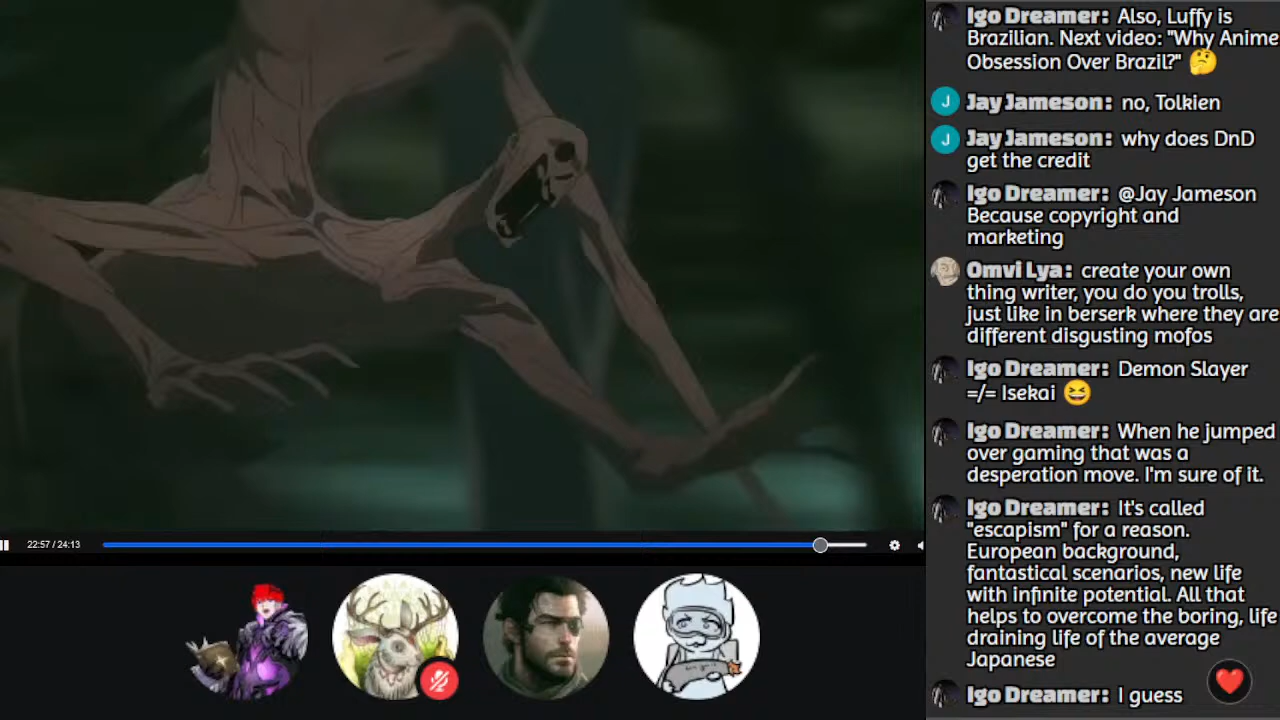 Igo Dreamer: Also, Luffy is
Brazilian. Next video: "Why Anime
Obsession Over Brazil?" 🤔
J Jay Jameson: no, Tolkien
J Jay Jameson: why does DnD
get the credit
Igo Dreamer: @Jay Jameson
Because copyright and
marketing
Omvi Lya: create your own
thing writer, you do you trolls,
just like in berserk where they are
different disgusting mofos
Igo Dreamer: Demon Slayer
=/= Isekai 😆
Igo Dreamer: When he jumped
over gaming that was a
desperation move. I'm sure of it.
Igo Dreamer: It's called
"escapism" for a reason.
European background,
fantastical scenarios, new life
with infinite potential. All that
helps to overcome the boring, life
draining life of the average
Japanese
Igo Dreamer: I guess
22:57 / 24:13